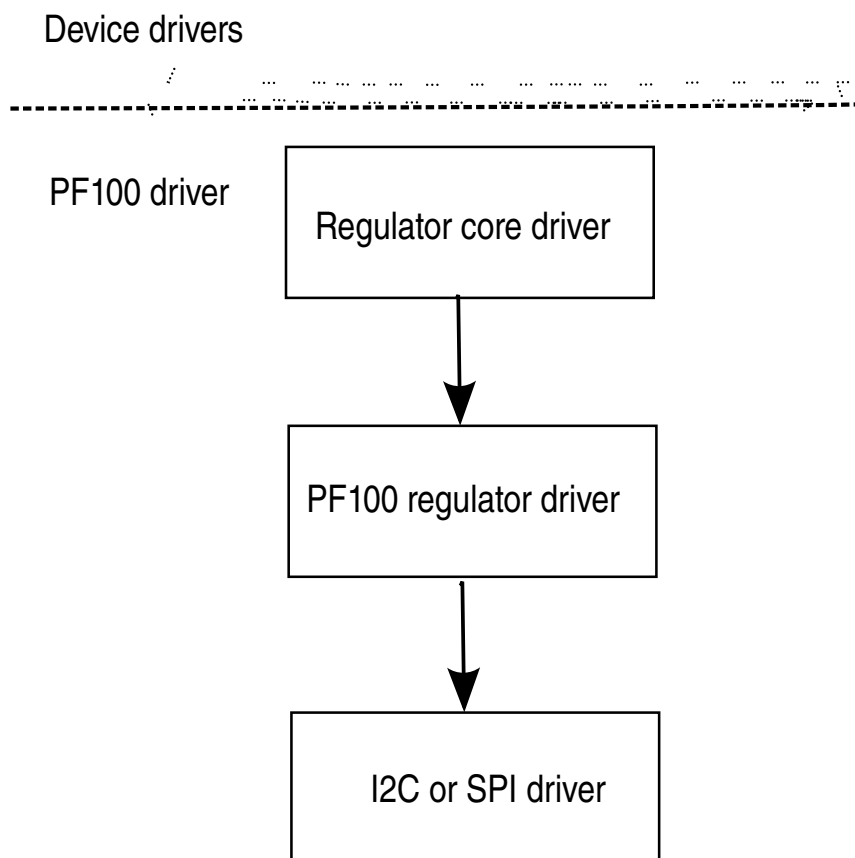 Device drivers
PF100 driver
Regulator core driver
PF100 regulator driver
I2C or SPI driver